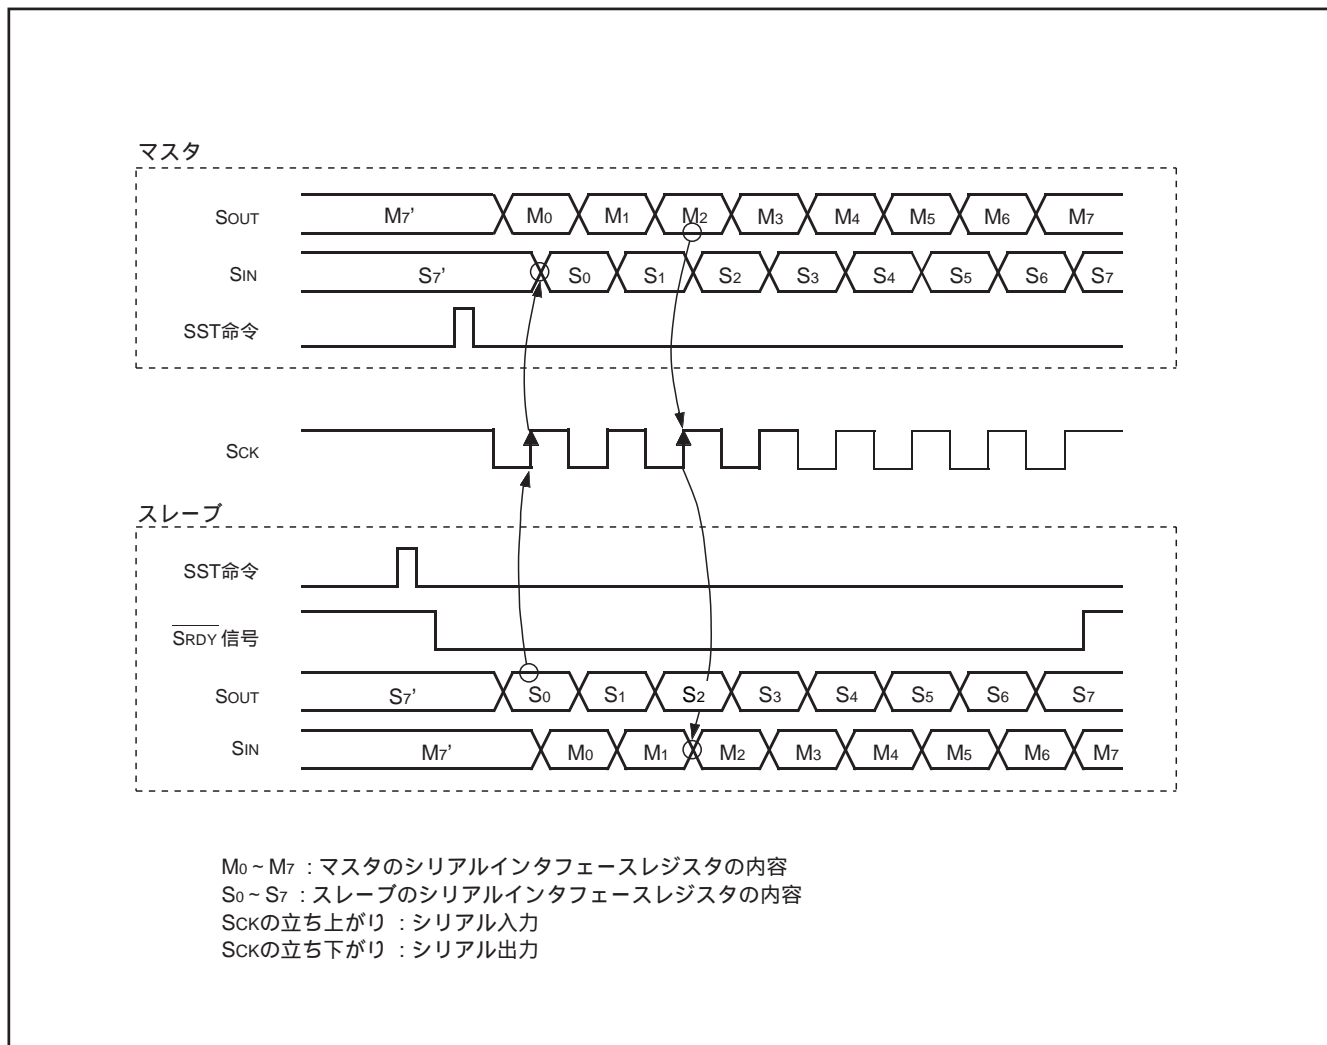 マスタ
SOUT M7' M0 M1 M2 M3 M4 M5 M6 M7
SIN S7' S0 S1 S2 S3 S4 S5 S6 S7
SST命令
SCK
スレーブ
SST命令
SRDY信号
SOUT S7' S0 S1 S2 S3 S4 S5 S6 S7
SIN M7' M0 M1 M2 M3 M4 M5 M6 M7
M0 ~ M7 : マスタのシリアルインタフェースレジスタの内容
S0 ~ S7 : スレーブのシリアルインタフェースレジスタの内容
SCKの立ち上がり : シリアル入力
SCKの立ち下がり : シリアル出力